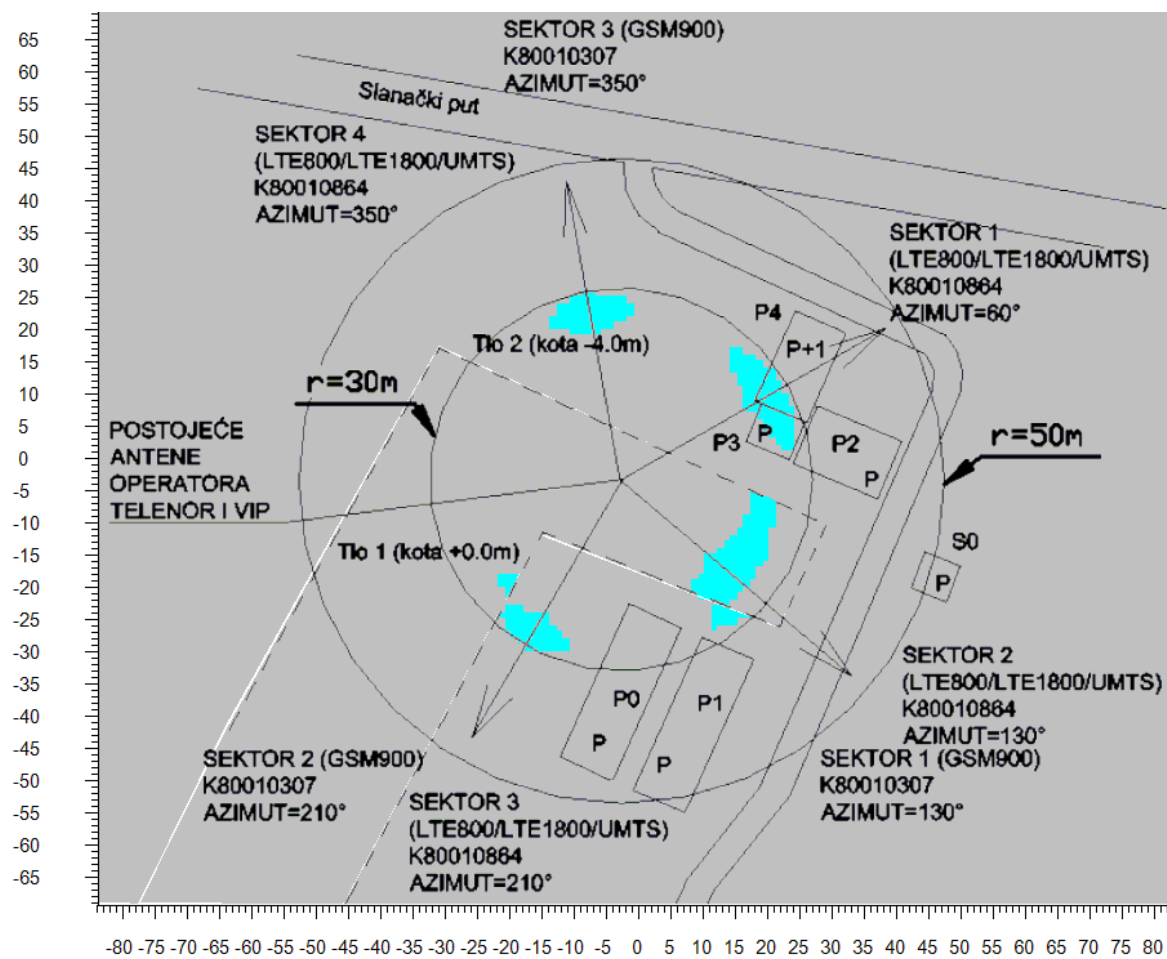 SEKTOR 3 (GSM900)
K80010307
AZIMUT=350°
Slanački put
SEKTOR 4
(LTE800/LTE1800/UMTS)
K80010864
AZIMUT=350°
SEKTOR 1
(LTE800/LTE1800/UMTS)
K80010864
AZIMUT=60°
P4
P+1
Tlo 2 (kota -4.0m)
r=30m
POSTOJEĆE
ANTENE
OPERATORA
TELENOR I VIP
P3
P
P2
P
r=50m
Tlo 1 (kota +0.0m)
S0
P
P0
P
P1
P
SEKTOR 2
(LTE800/LTE1800/UMTS)
K80010864
AZIMUT=130°
SEKTOR 2 (GSM900)
K80010307
AZIMUT=210°
SEKTOR 3
(LTE800/LTE1800/UMTS)
K80010864
AZIMUT=210°
SEKTOR 1 (GSM900)
K80010307
AZIMUT=130°
65
60
55
50
45
40
35
30
25
20
15
10
5
0
-5
-10
-15
-20
-25
-30
-35
-40
-45
-50
-55
-60
-65
-80 -75 -70 -65 -60 -55 -50 -45 -40 -35 -30 -25 -20 -15 -10 -5 0 5 10 15 20 25 30 35 40 45 50 55 60 65 70 75 80